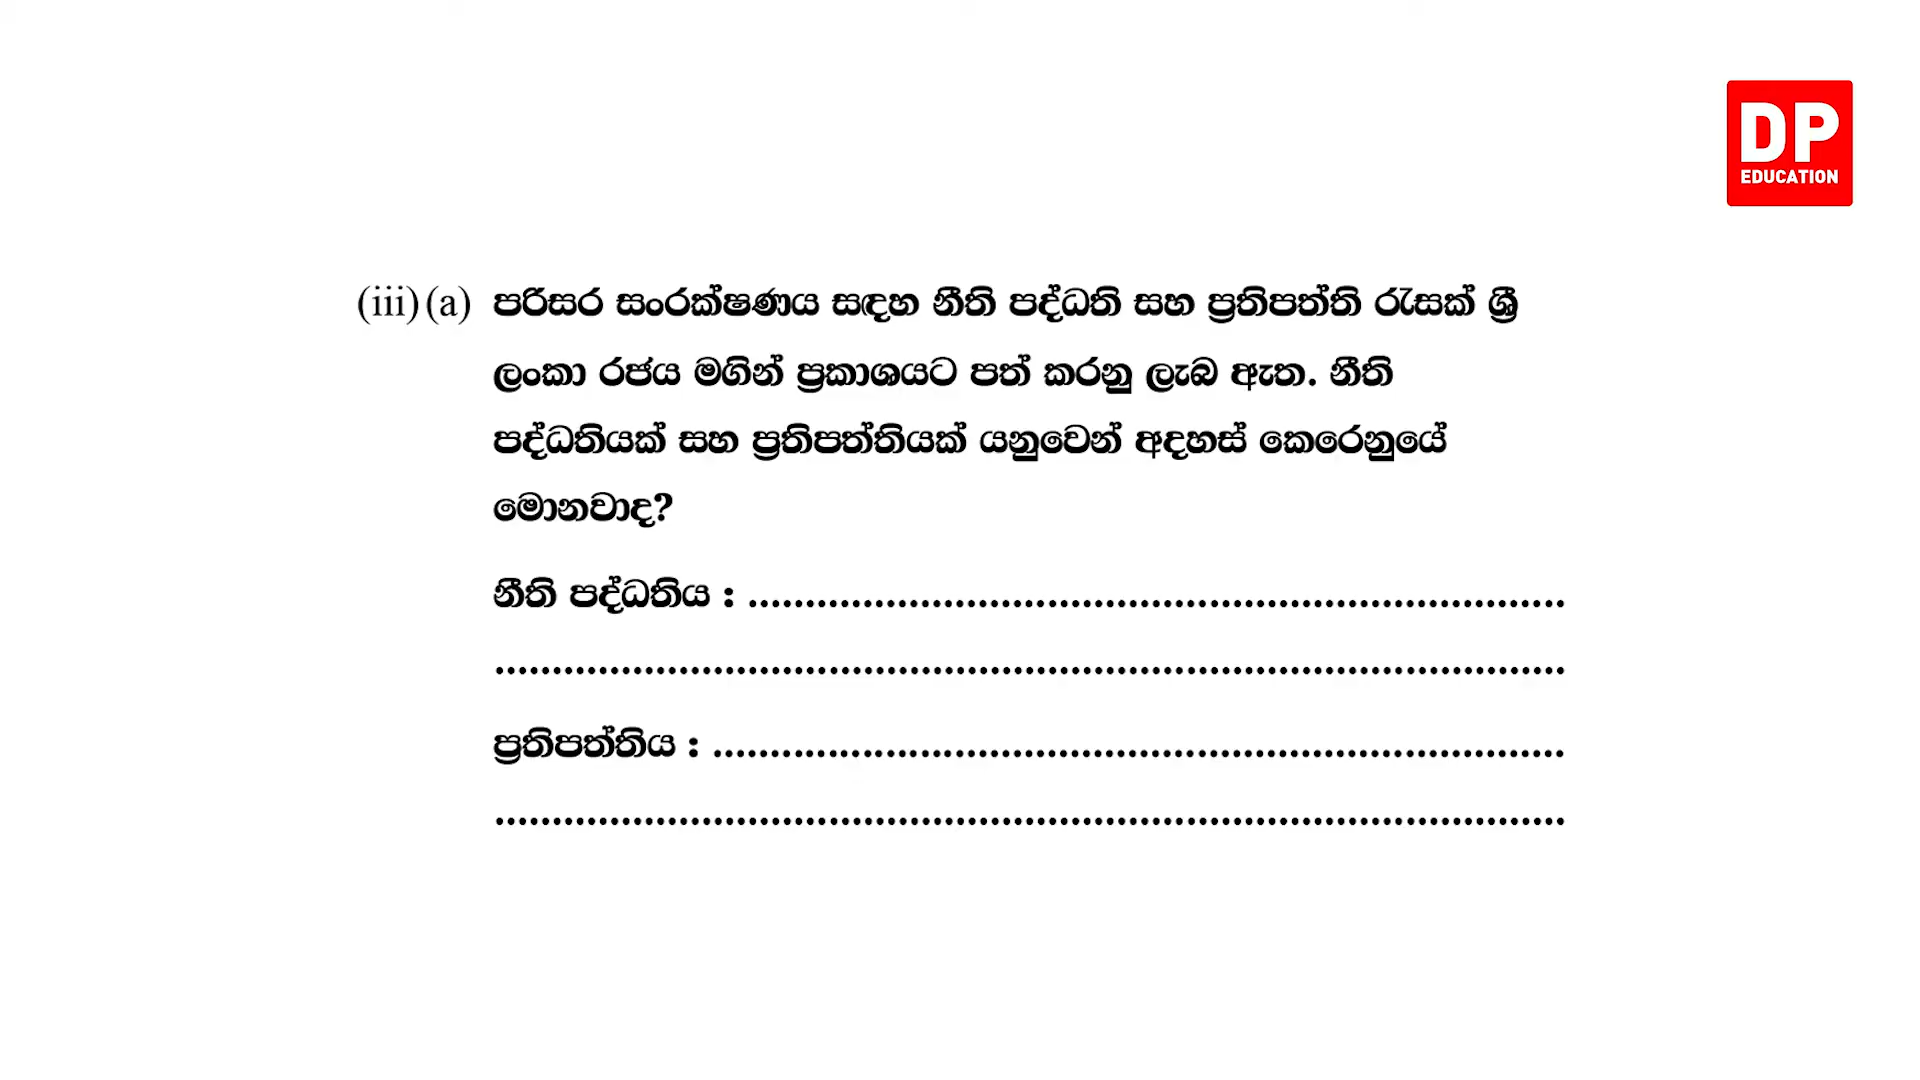 DP
EDUCATION
(iii) (a) පරිසර සංරක්ෂණය සඳහා නීති පද්ධති සහ ප්‍රතිපත්ති රැසක් ශ්‍රී
ලංකා රජය මගින් ප්‍රකාශයට පත් කරනු ලැබ ඇත. නීති
පද්ධතියක් සහ ප්‍රතිපත්තියක් යනුවෙන් අදහස් කෙරෙනුයේ
මොනවාද?
නීති පද්ධතිය : ......................................................................
............................................................................................
ප්‍රතිපත්තිය : .........................................................................
............................................................................................